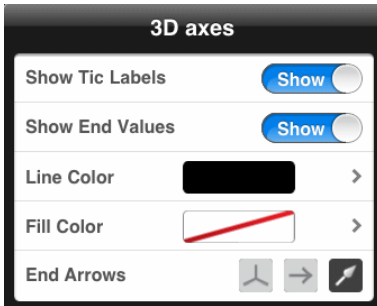 3D axes
Show Tic Labels Show
Show End Values Show
Line Color
Fill Color
End Arrows